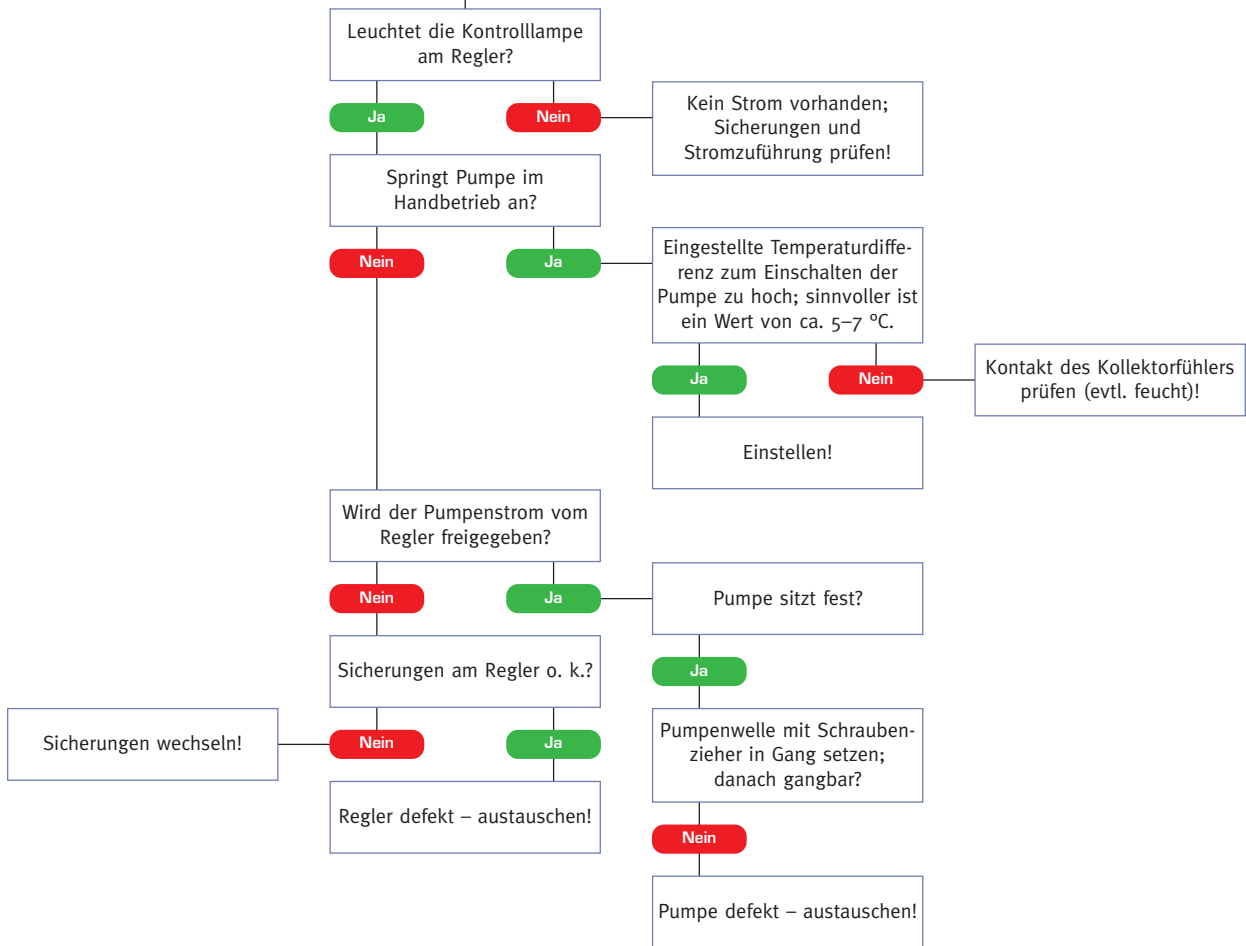 Leuchtet die Kontrolllampe
am Regler?
Ja
Nein
Kein Strom vorhanden;
Sicherungen und
Stromzuführung prüfen!
Springt Pumpe im
Handbetrieb an?
Nein
Ja
Eingestellte Temperaturdiffe-
renz zum Einschalten der
Pumpe zu hoch; sinnvoller ist
ein Wert von ca. 5–7 °C.
Ja
Nein
Kontakt des Kollektorfühlers
prüfen (evtl. feucht)!
Einstellen!
Wird der Pumpenstrom vom
Regler freigegeben?
Nein
Ja
Pumpe sitzt fest?
Sicherungen am Regler o. k.?
Ja
Sicherungen wechseln!
Nein
Ja
Pumpenwelle mit Schrauben-
zieher in Gang setzen;
danach gangbar?
Regler defekt – austauschen!
Nein
Pumpe defekt – austauschen!